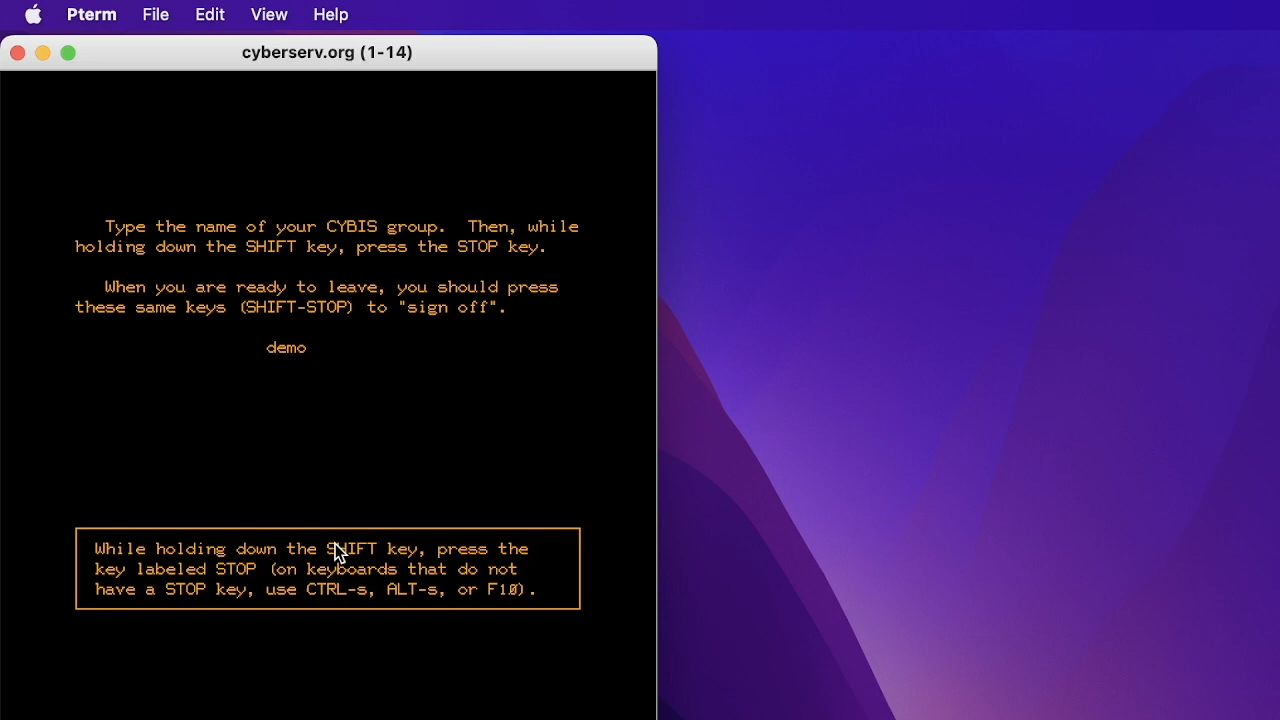 Pterm File Edit View Help
cyberserv.org (1-14)
Type the name of your CYBIS group. Then, while
holding down the SHIFT key, press the STOP key.
When you are ready to leave, you should press
these same keys (SHIFT-STOP) to "sign off".
demo
While holding down the SHIFT key, press the
key labeled STOP (on keyboards that do not
have a STOP key, use CTRL-s, ALT-s, or F10).